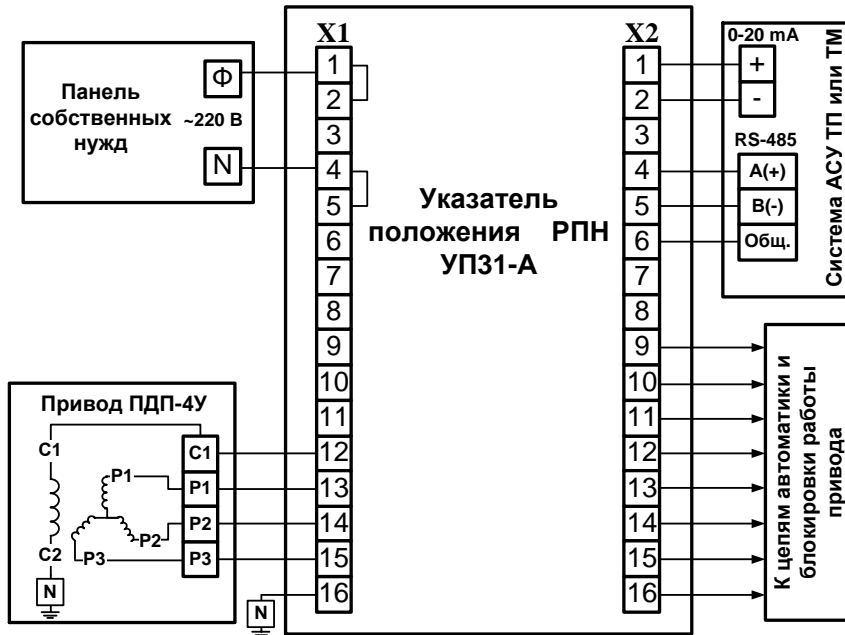 Панель
собственных
нужд
Ф
~220 В
N
X1
1
2
3
4
5
6
7
8
9
10
11
12
13
14
15
16
Указатель
положения РПН
УП31-А
X2
1
2
3
4
5
6
7
8
9
10
11
12
13
14
15
16
0-20 mA
+
-
RS-485
A(+)
B(-)
Общ.
Система АСУ ТП или ТМ
К цепям автоматики и
блокировки работы
привода
Привод ПДП-4У
C1
C2
N
P1
P2
P3
C1
P1
P2
P3
N